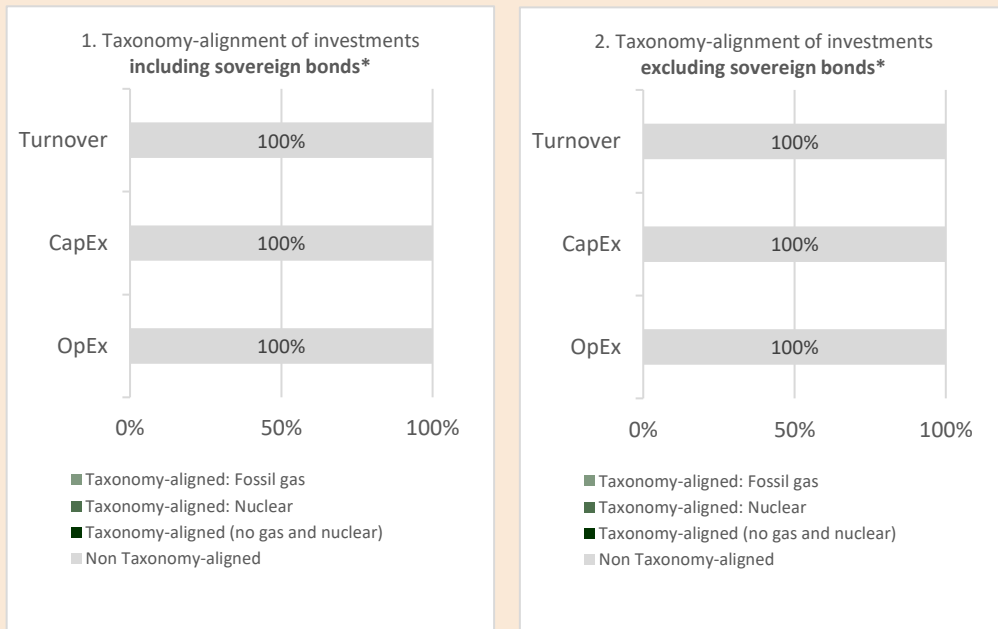 1. Taxonomy-alignment of investments
including sovereign bonds*
Turnover
100%
CapEx
100%
OpEx
100%
0% 50% 100%
Taxonomy-aligned: Fossil gas
Taxonomy-aligned: Nuclear
Taxonomy-aligned (no gas and nuclear)
Non Taxonomy-aligned
2. Taxonomy-alignment of investments
excluding sovereign bonds*
Turnover
100%
CapEx
100%
OpEx
100%
0% 50% 100%
Taxonomy-aligned: Fossil gas
Taxonomy-aligned: Nuclear
Taxonomy-aligned (no gas and nuclear)
Non Taxonomy-aligned